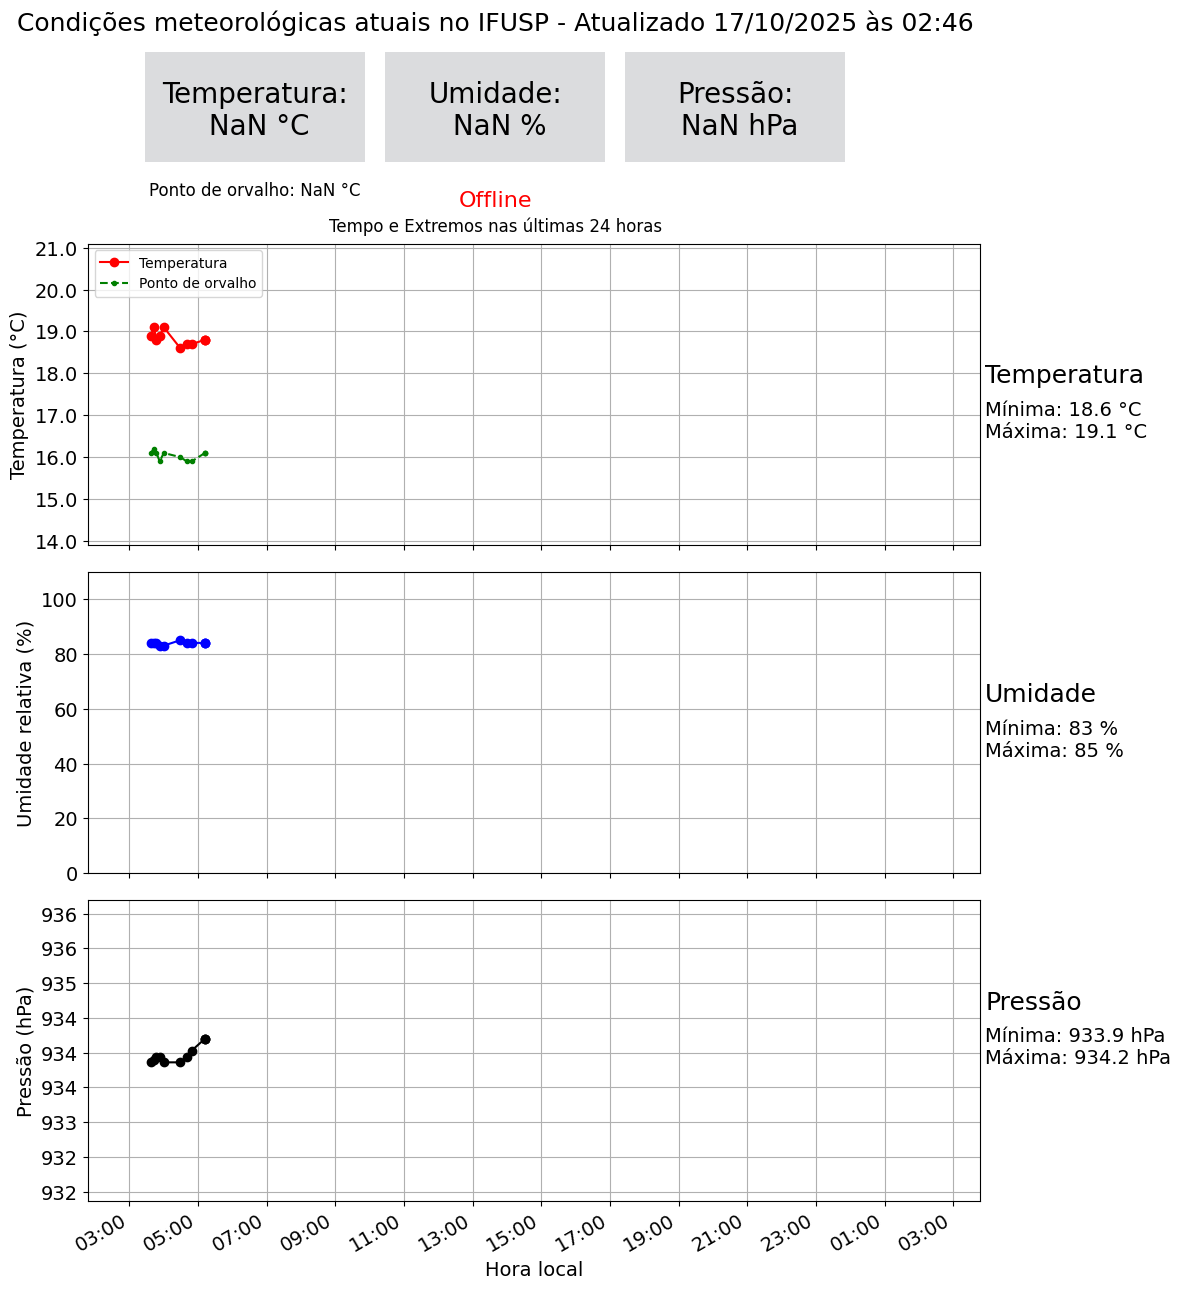 Condições meteorológicas atuais no IFUSP - Atualizado 17/10/2025 às 02:46
Temperatura:
NaN °C
Umidade:
NaN %
Pressão:
NaN hPa
Ponto de orvalho: NaN °C
Offline
Tempo e Extremos nas últimas 24 horas
Temperatura
Ponto de orvalho
Temperatura (°C)
21.0
20.0
19.0
18.0
17.0
16.0
15.0
14.0
Temperatura
Mínima: 18.6 °C
Máxima: 19.1 °C
Umidade relativa (%)
100
80
60
40
20
0
Umidade
Mínima: 83 %
Máxima: 85 %
Pressão (hPa)
936
936
935
934
934
934
933
932
932
Pressão
Mínima: 933.9 hPa
Máxima: 934.2 hPa
03:00 05:00 07:00 09:00 11:00 13:00 15:00 17:00 19:00 21:00 23:00 01:00 03:00
Hora local